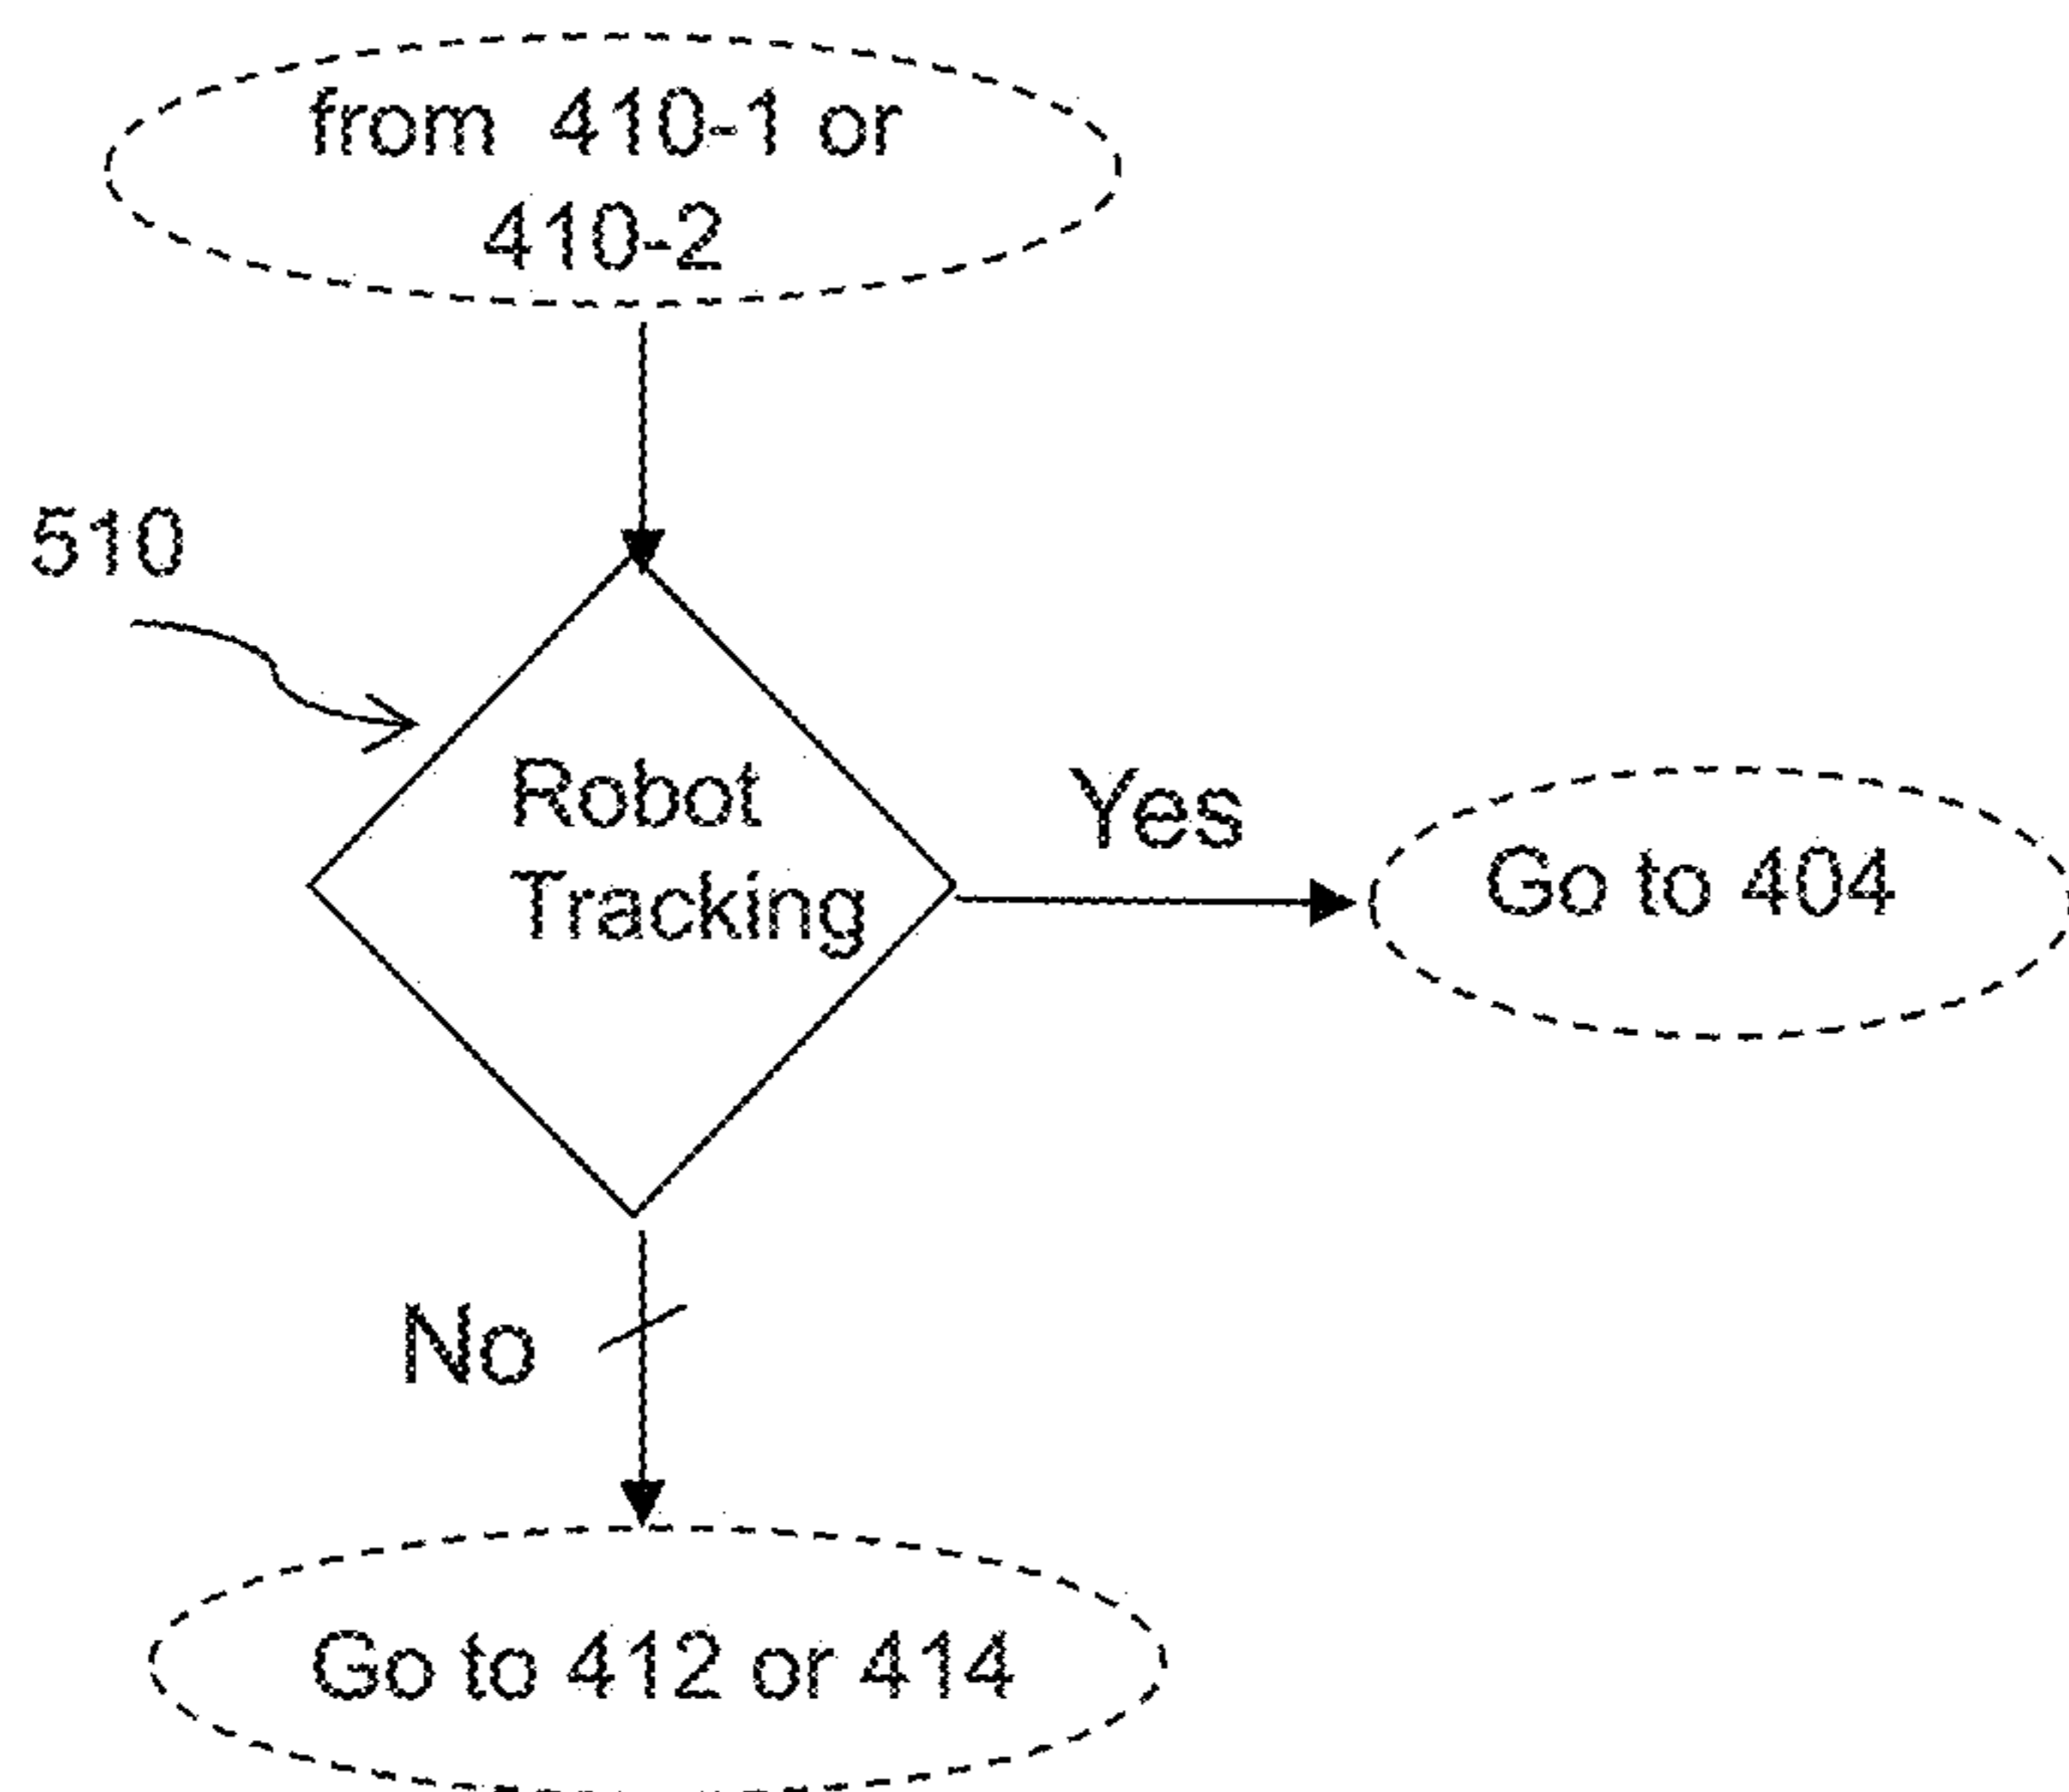 from 410-1 or
410-2
510
Robot
Tracking
Yes
Go to 404
No
Go to 412 or 414